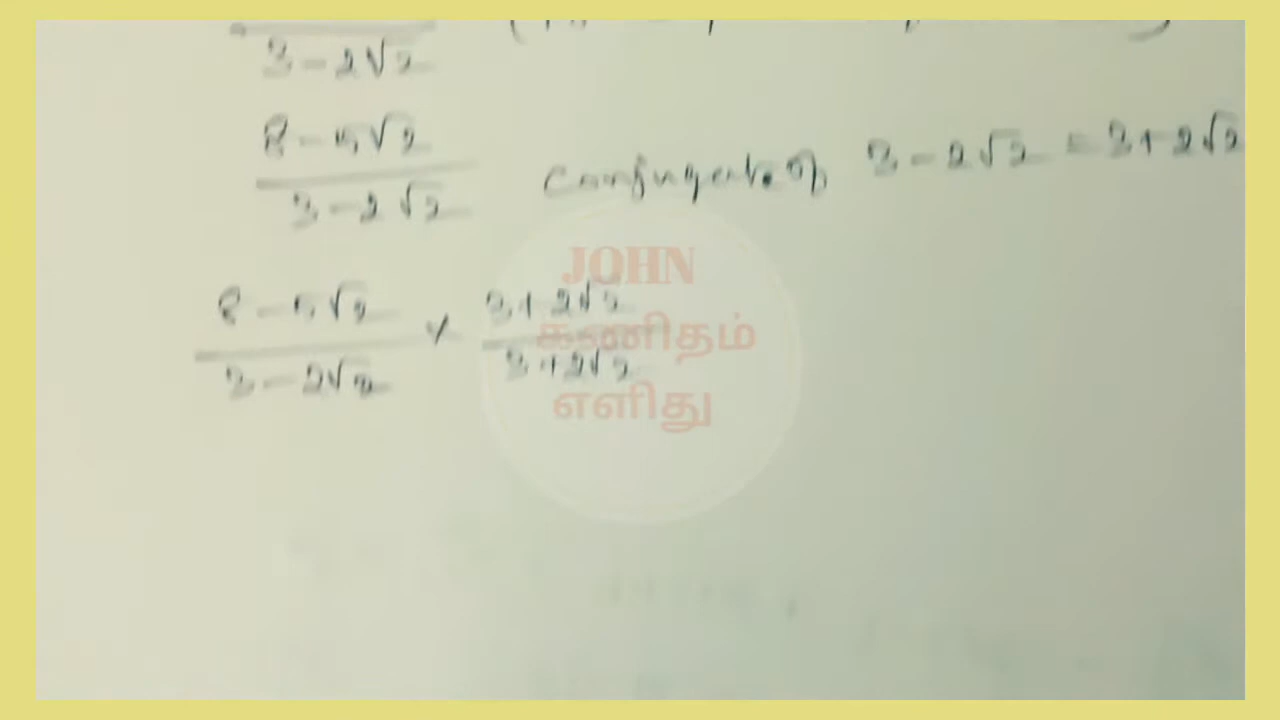 3 - 2√2
8 - 5√2
3 - 2√2
conjugate of 3 - 2√2 = 3 + 2√2
8 - 5√2 × 3 + 2√2
3 - 2√2 3 + 2√2
JOHN
கணிதம்
எளிது